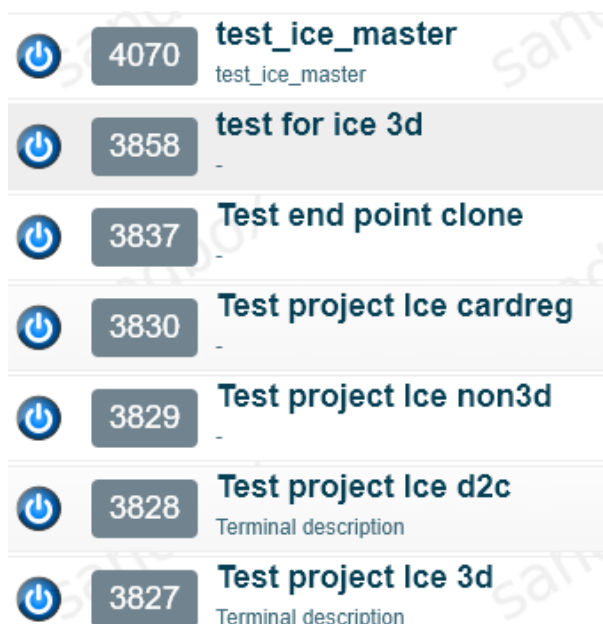 4070
test_ice_master
test_ice_master
3858
test for ice 3d
-
3837
Test end point clone
-
3830
Test project Ice cardreg
-
3829
Test project Ice non3d
-
3828
Test project Ice d2c
Terminal description
3827
Test project Ice 3d
Terminal description